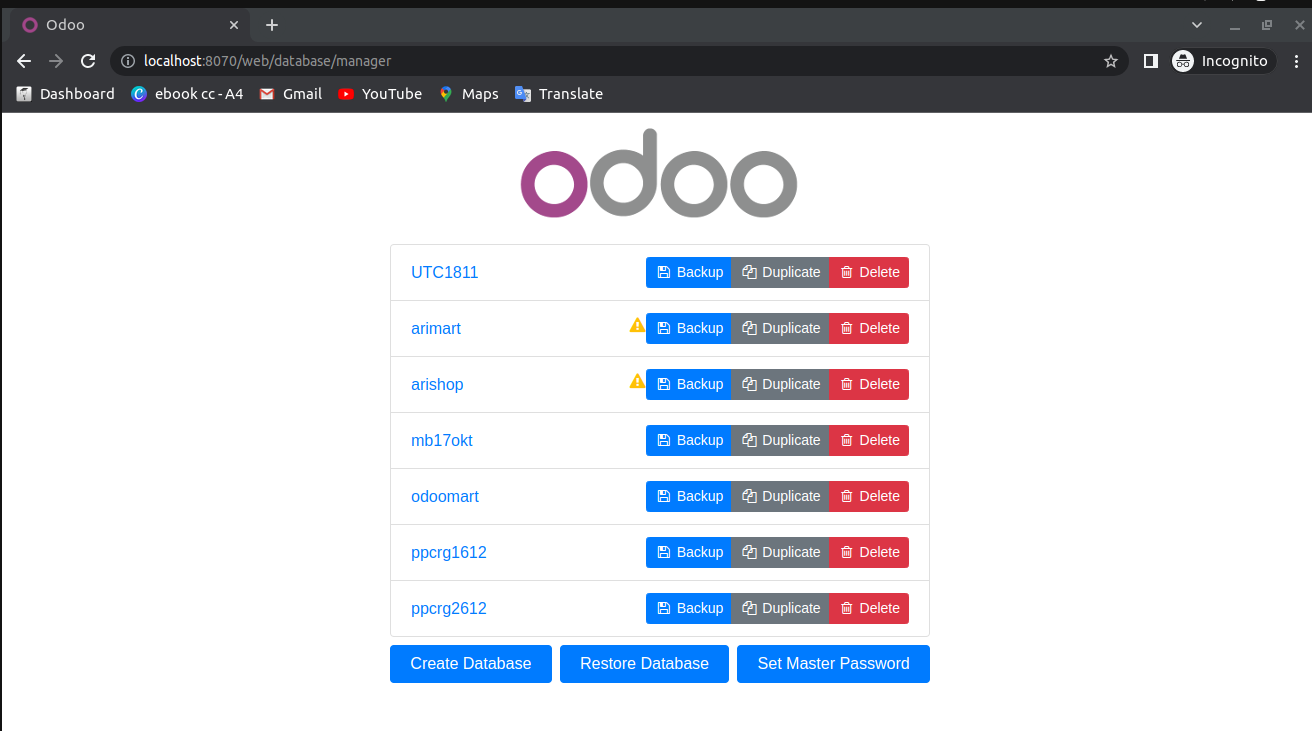 Odoo
localhost:8070/web/database/manager
Incognito
Dashboard ebook cc - A4 Gmail YouTube Maps Translate
odoo
UTC1811 Backup Duplicate Delete
arimart Backup Duplicate Delete
arishop Backup Duplicate Delete
mb17okt Backup Duplicate Delete
odoomart Backup Duplicate Delete
ppcrg1612 Backup Duplicate Delete
ppcrg2612 Backup Duplicate Delete
Create Database Restore Database Set Master Password